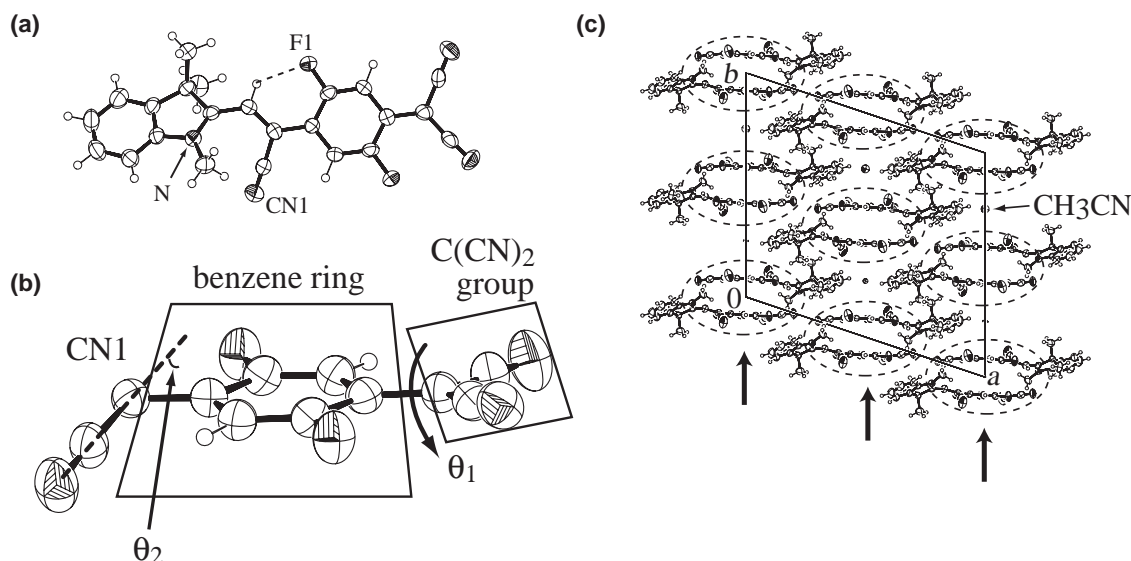 (a)
F1
N
CN1
(b)
benzene ring
C(CN)2
group
CN1
θ1
θ2
(c)
b
0
a
CH3CN